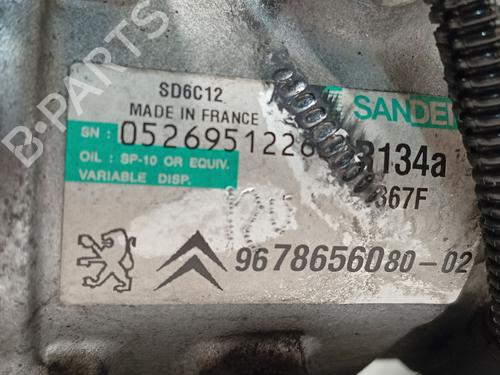 B-PARTS
SD6C12
MADE IN FRANCE
SANDEN
SN : 0526951226
R134a
OIL : SP-10 OR EQUIV.
VARIABLE DISP.
367F
9678656080-02